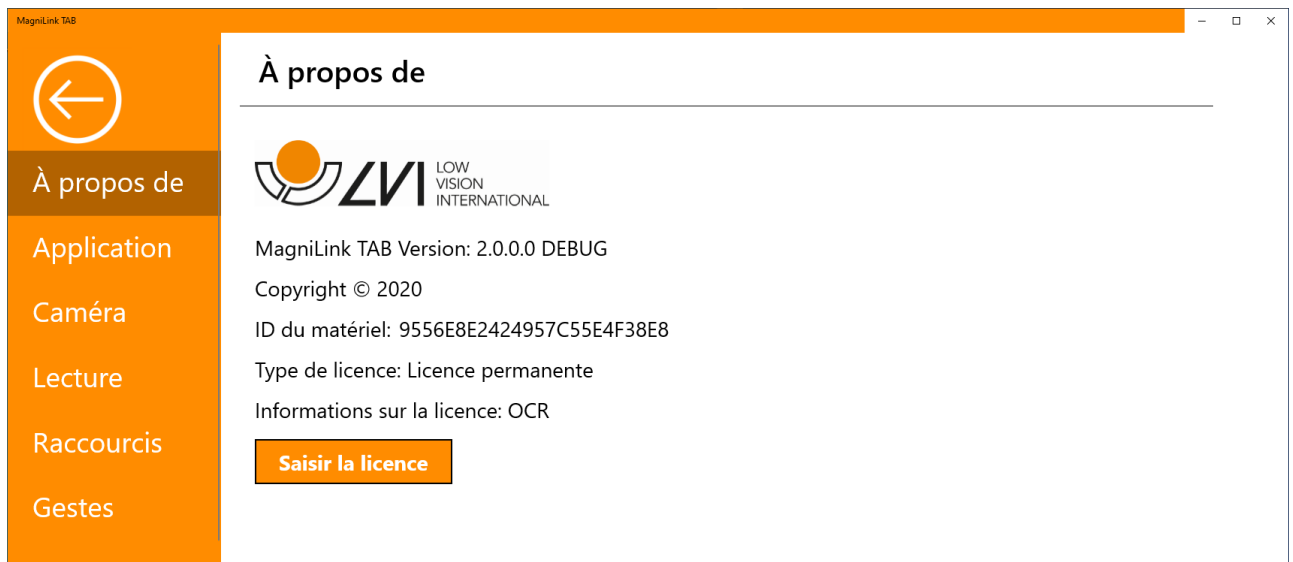 MagniLink TAB
À propos de
À propos de
Application
Caméra
Lecture
Raccourcis
Gestes
LVI LOW
VISION
INTERNATIONAL
MagniLink TAB Version: 2.0.0.0 DEBUG
Copyright © 2020
ID du matériel: 9556E8E2424957C55E4F38E8
Type de licence: Licence permanente
Informations sur la licence: OCR
Saisir la licence